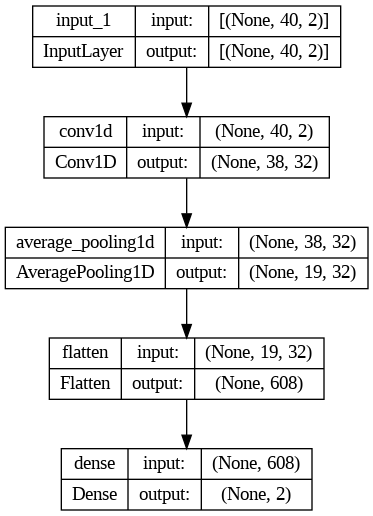 input_1 input: [(None, 40, 2)]
InputLayer output: [(None, 40, 2)]
conv1d input: (None, 40, 2)
Conv1D output: (None, 38, 32)
average_pooling1d input: (None, 38, 32)
AveragePooling1D output: (None, 19, 32)
flatten input: (None, 19, 32)
Flatten output: (None, 608)
dense input: (None, 608)
Dense output: (None, 2)